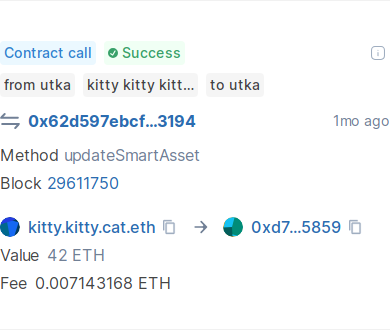 Contract call Success
from utka kitty kitty kitt... to utka
0x62d597ebcf...3194 1mo ago
Method updateSmartAsset
Block 29611750
kitty.kitty.cat.eth → 0xd7...5859
Value 42 ETH
Fee 0.007143168 ETH